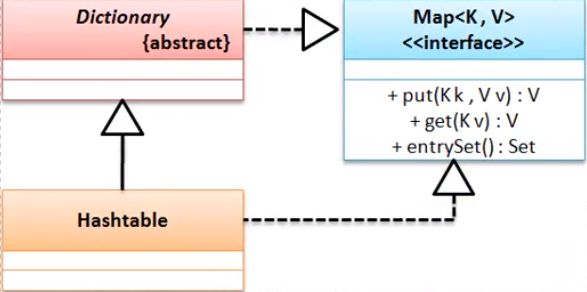 Dictionary
{abstract}
Map<K, V>
<<interface>>
+ put(K k, V v) : V
+ get(K v) : V
+ entrySet() : Set
Hashtable